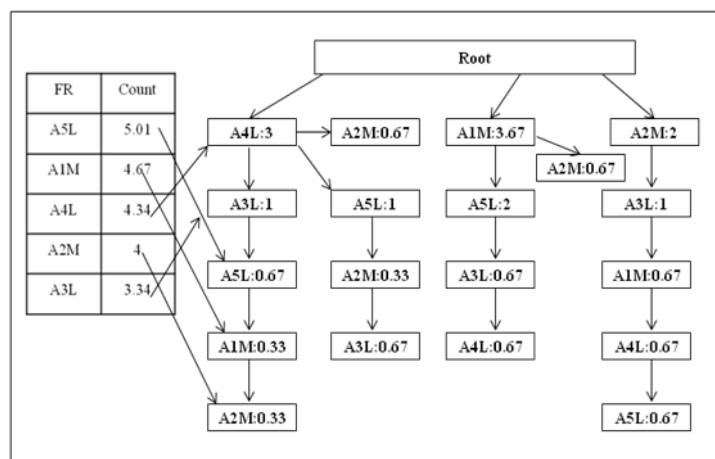 Root
FR Count
A5L 5.01
A1M 4.67
A4L 4.34
A2M 4
A3L 3.34
A4L:3 A2M:0.67 A1M:3.67 A2M:2
A2M:0.67
A3L:1 A5L:1 A5L:2 A3L:1
A5L:0.67 A2M:0.33 A3L:0.67 A1M:0.67
A1M:0.33 A3L:0.67 A4L:0.67 A4L:0.67
A2M:0.33 A5L:0.67